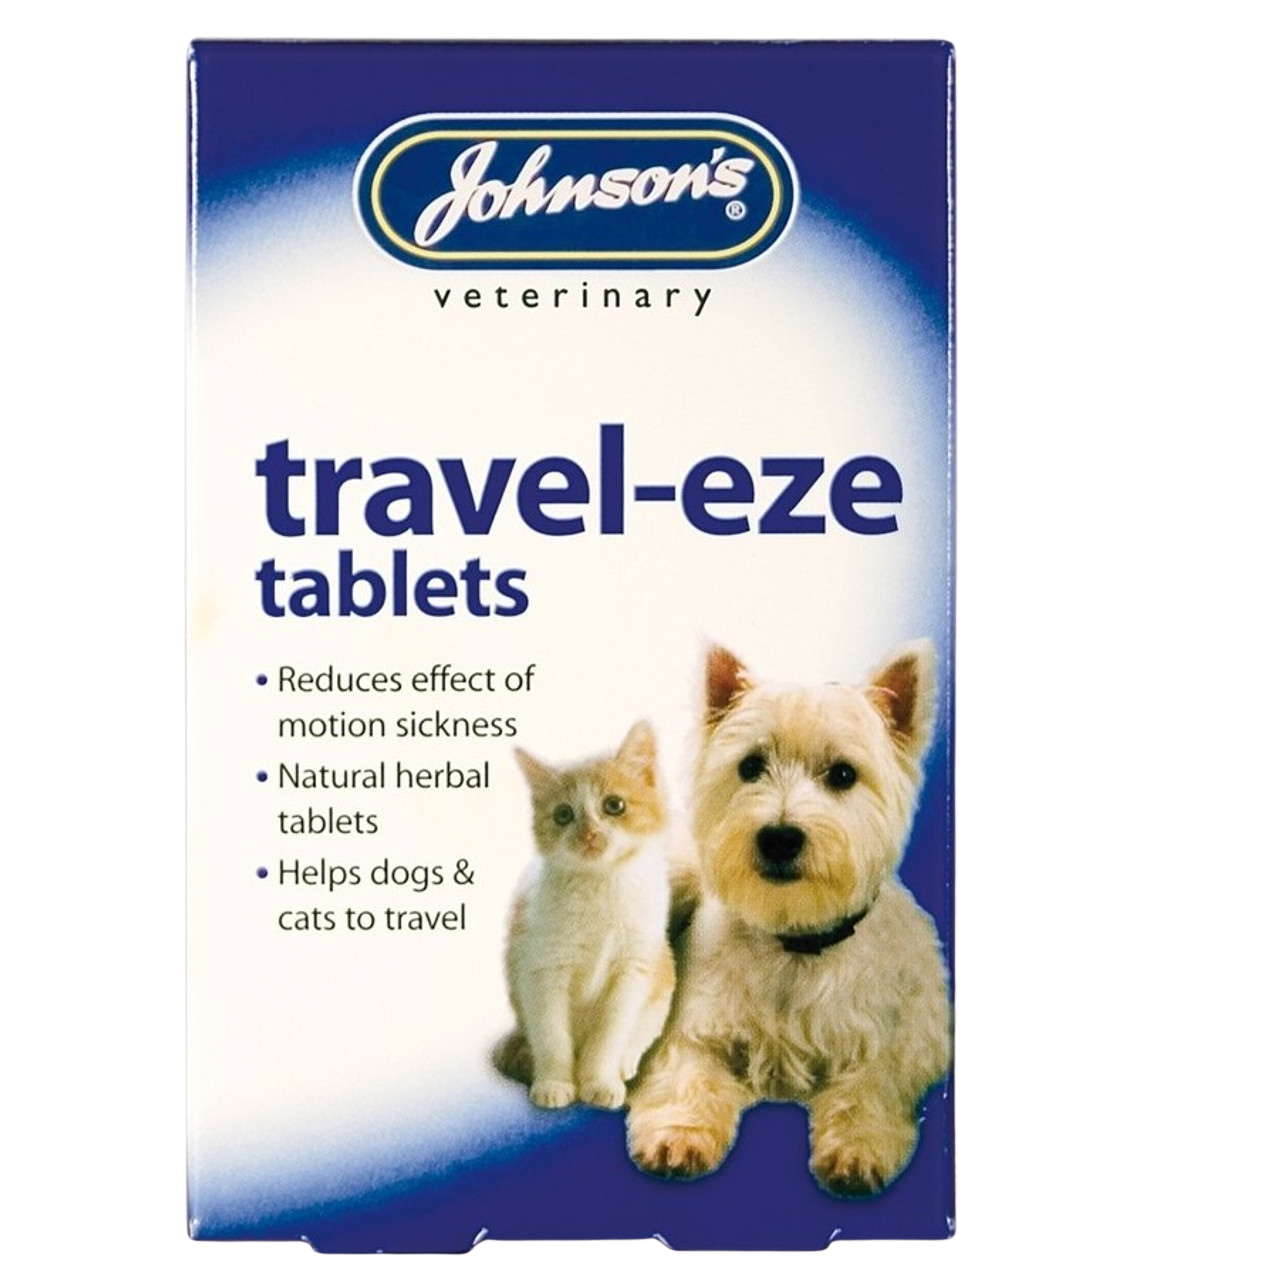 Johnson's ®
veterinary
travel-eze
tablets
• Reduces effect of
motion sickness
• Natural herbal
tablets
• Helps dogs &
cats to travel